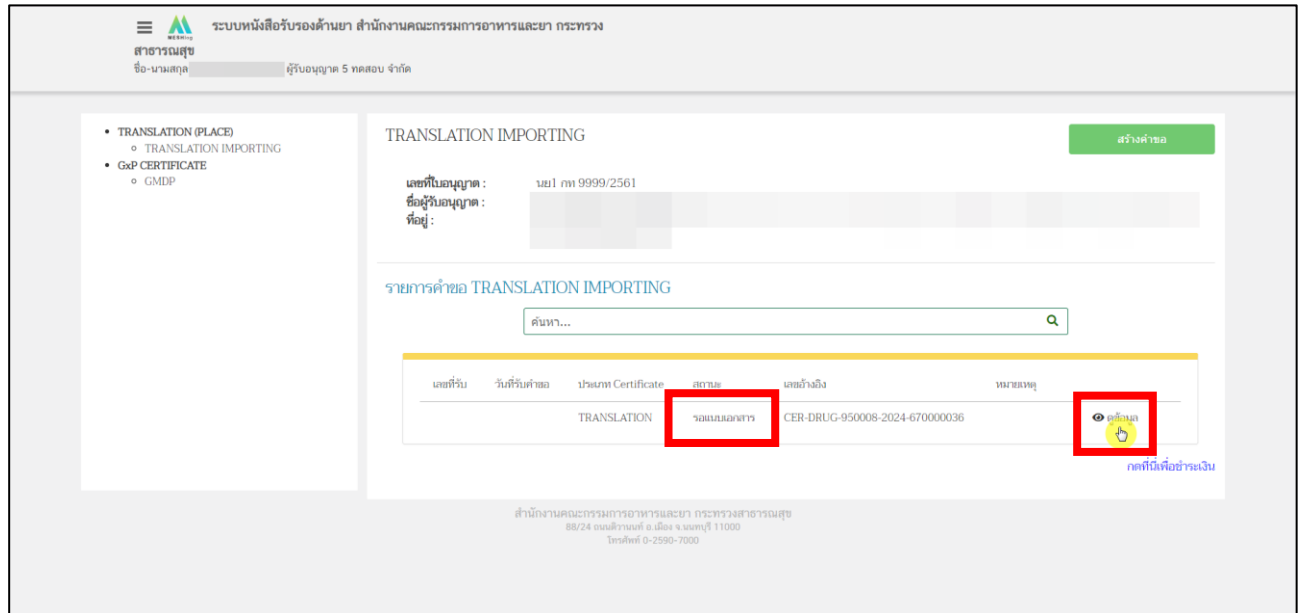 ระบบหนังสือรับรองด้านยา สำนักงานคณะกรรมการอาหารและยา กระทรวง
สาธารณสุข
ชื่อ-นามสกุล ผู้รับอนุญาต 5 ทดสอบ จำกัด
TRANSLATION (PLACE)
TRANSLATION IMPORTING
GxP CERTIFICATE
GMDP
TRANSLATION IMPORTING
สร้างคำขอ
เลขที่ใบอนุญาต : นย1 กท 9999/2561
ชื่อผู้รับอนุญาต :
ที่อยู่ :
รายการคำขอ TRANSLATION IMPORTING
ค้นหา...
เลขที่รับ วันที่รับคำขอ ประเภท Certificate สถานะ เลขอ้างอิง หมายเหตุ
TRANSLATION รอแนบเอกสาร CER-DRUG-950008-2024-670000036 ดูข้อมูล
กดที่นี่เพื่อชำระเงิน
สำนักงานคณะกรรมการอาหารและยา กระทรวงสาธารณสุข
88/24 ถนนติวานนท์ อ.เมือง จ.นนทบุรี 11000
โทรศัพท์ 0-2590-7000